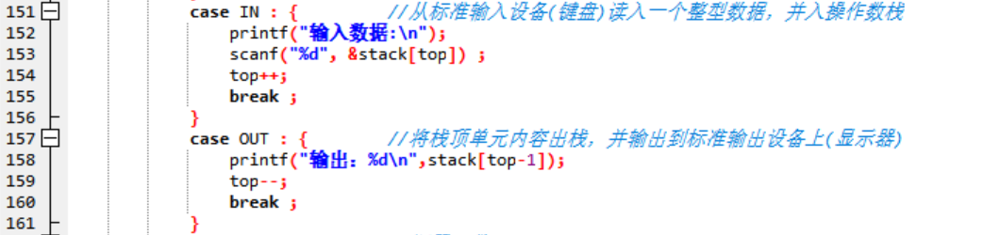 151 case IN : { //从标准输入设备(键盘)读入一个整型数据，并入操作数栈
152 printf("输入数据:\n");
153 scanf("%d", &stack[top]) ;
154 top++;
155 break ;
156 }
157 case OUT : { //将栈顶单元内容出栈，并输出到标准输出设备上(显示器)
158 printf("输出：%d\n",stack[top-1]);
159 top--;
160 break ;
161 }